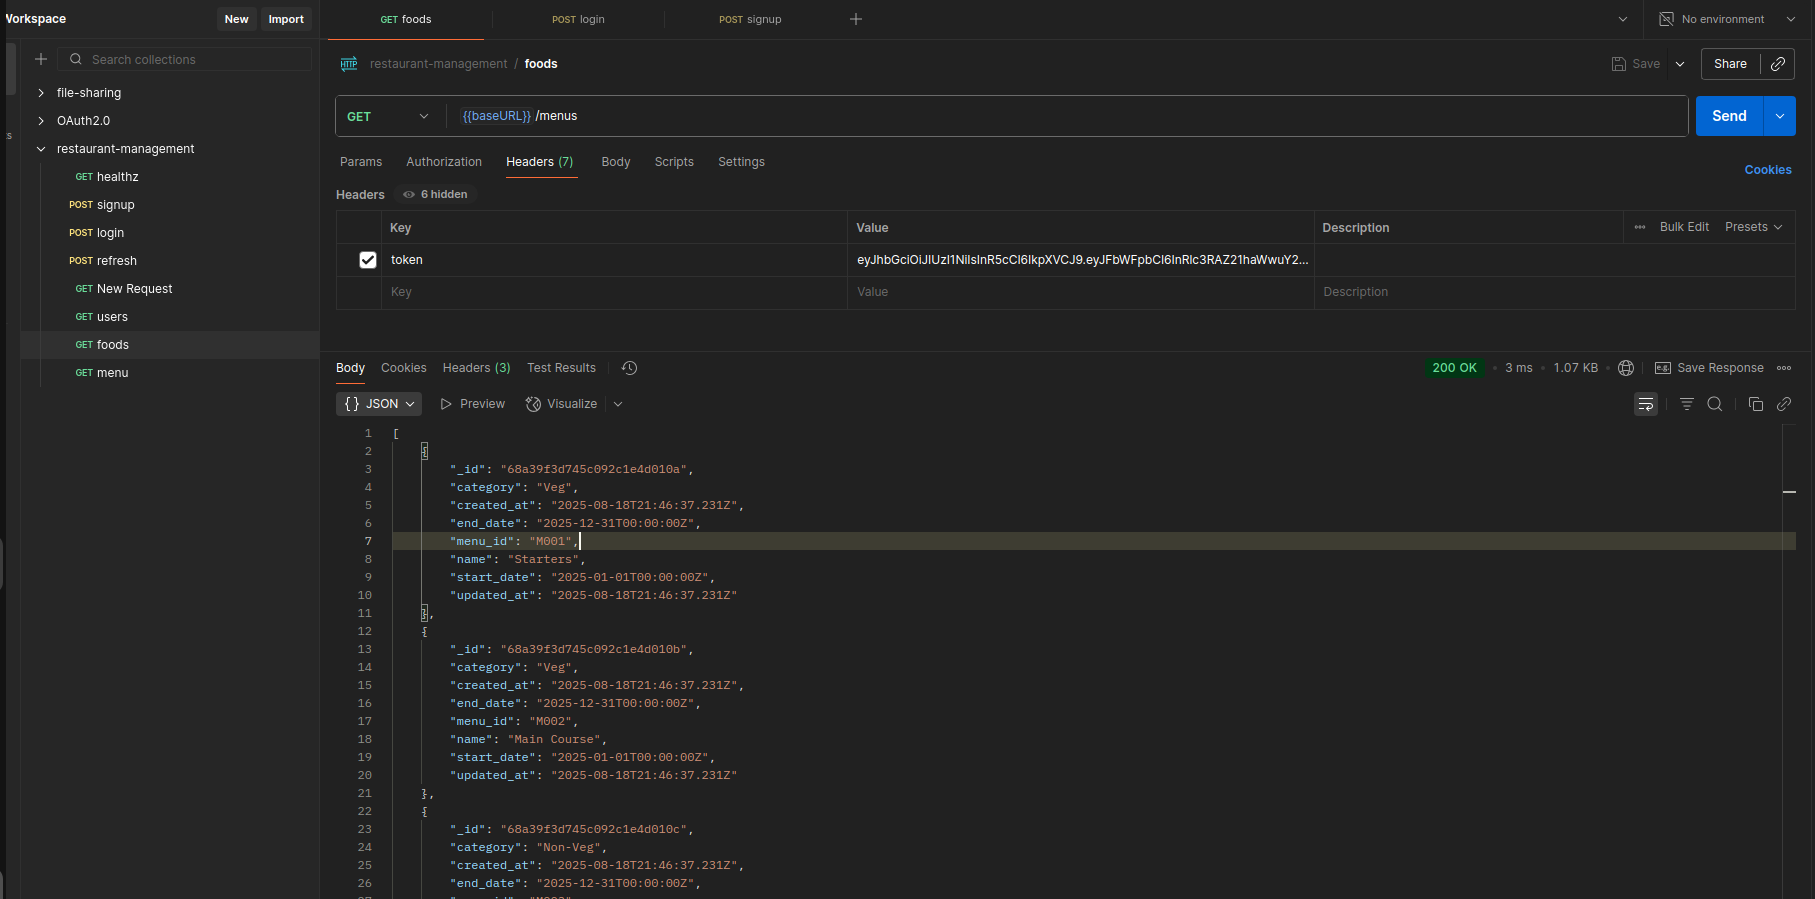 Workspace
New
Import
GET foods
POST login
POST signup
No environment
Search collections
file-sharing
OAuth2.0
restaurant-management
GET healthz
POST signup
POST login
POST refresh
GET New Request
GET users
GET foods
GET menu
HTTP restaurant-management / foods
Save
Share
GET {{baseURL}} /menus
Send
Params Authorization Headers (7) Body Scripts Settings
Cookies
Headers 6 hidden
Key Value Description Bulk Edit Presets
token
Key Value Description
Body Cookies Headers (3) Test Results
200 OK • 3 ms • 1.07 KB • e.g. Save Response
{} JSON Preview Visualize
1 [
2 {
3 "_id": "68a39f3d745c092c1e4d010a",
4 "category": "Veg",
5 "created_at": "2025-08-18T21:46:37.231Z",
6 "end_date": "2025-12-31T00:00:00Z",
7 "menu_id": "M001",
8 "name": "Starters",
9 "start_date": "2025-01-01T00:00:00Z",
10 "updated_at": "2025-08-18T21:46:37.231Z"
11 },
12 {
13 "_id": "68a39f3d745c092c1e4d010b",
14 "category": "Veg",
15 "created_at": "2025-08-18T21:46:37.231Z",
16 "end_date": "2025-12-31T00:00:00Z",
17 "menu_id": "M002",
18 "name": "Main Course",
19 "start_date": "2025-01-01T00:00:00Z",
20 "updated_at": "2025-08-18T21:46:37.231Z"
21 },
22 {
23 "_id": "68a39f3d745c092c1e4d010c",
24 "category": "Non-Veg",
25 "created_at": "2025-08-18T21:46:37.231Z",
26 "end_date": "2025-12-31T00:00:00Z",